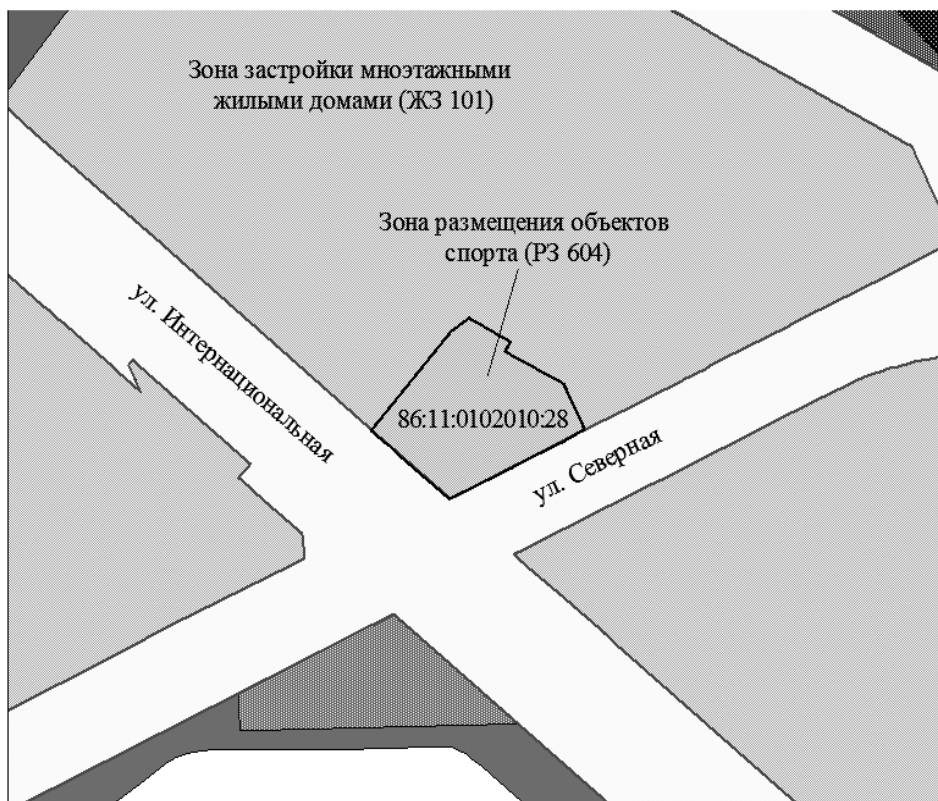 Зона застройки мноэтажными
жилыми домами (ЖЗ 101)
Зона размещения объектов
спорта (РЗ 604)
ул. Интернациональная
86:11:0102010:28
ул. Северная